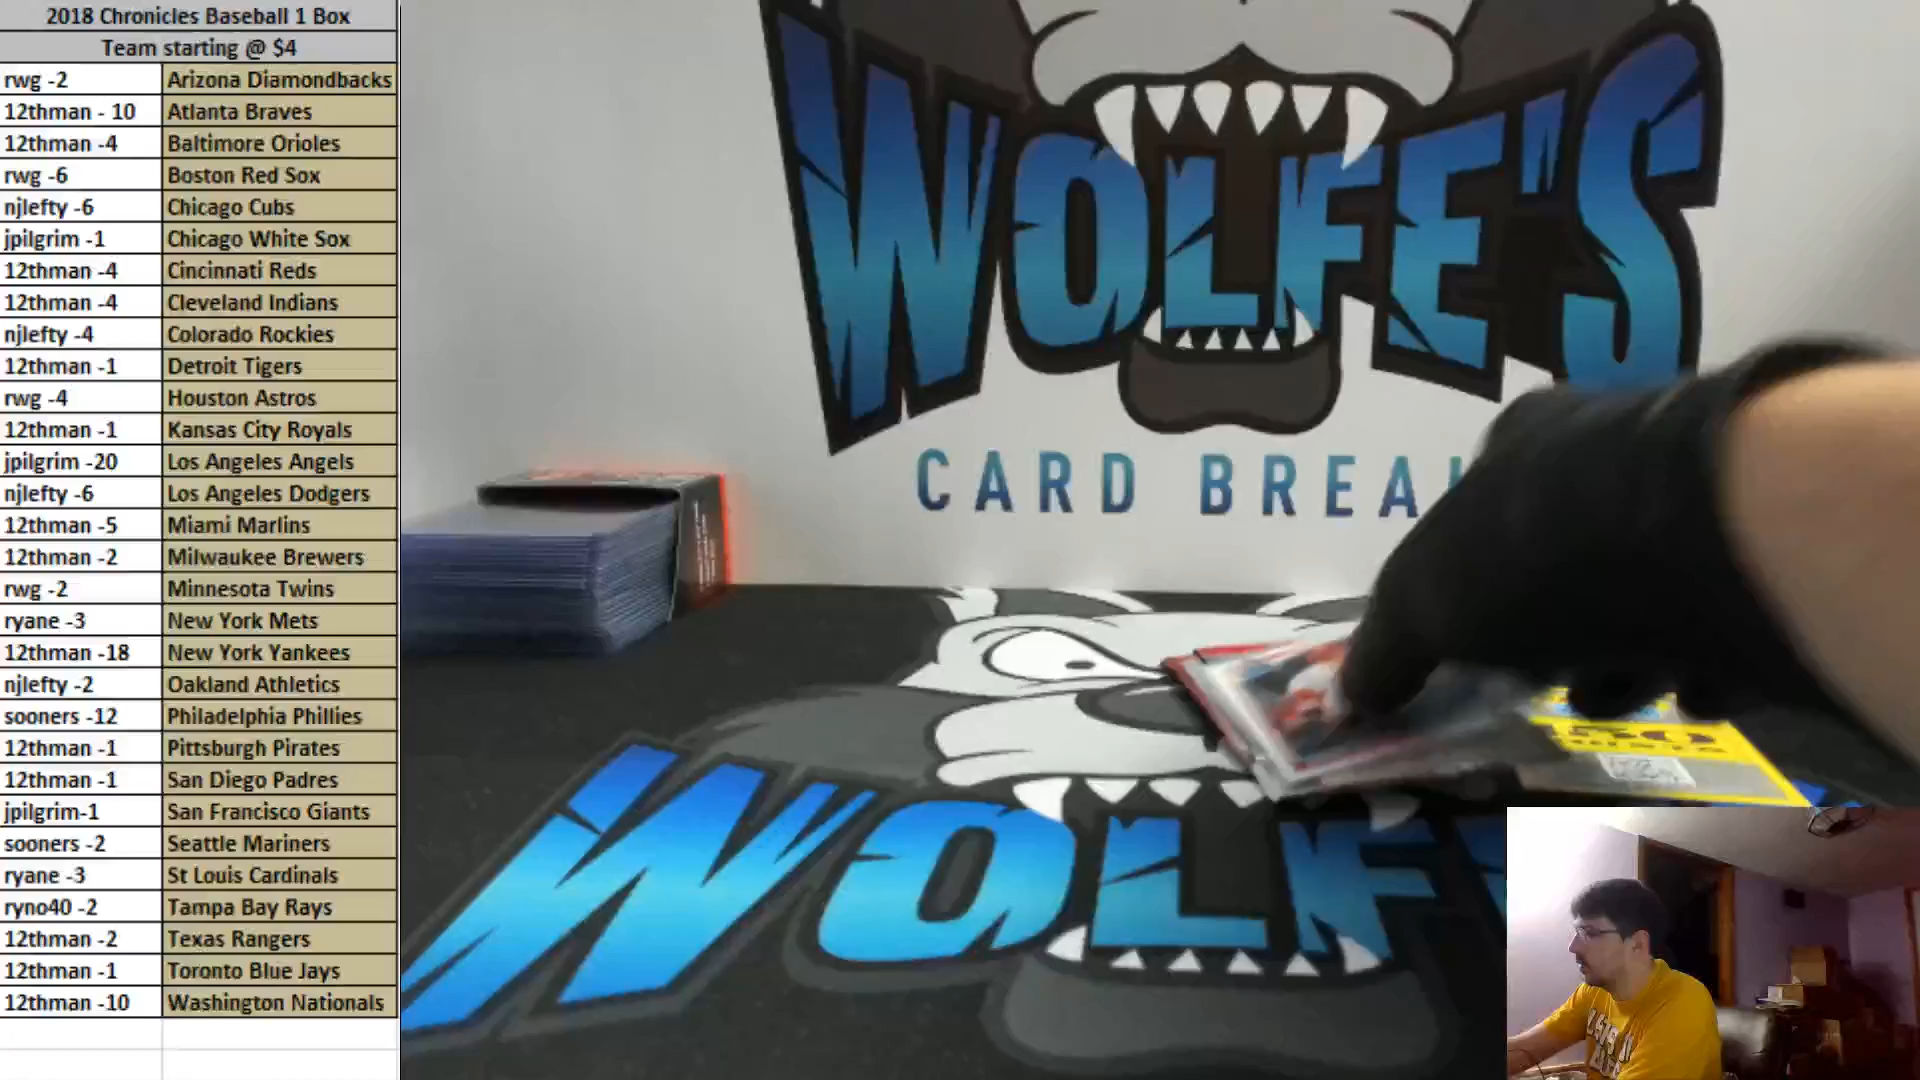 2018 Chronicles Baseball 1 Box
Team starting @ $4
rwg -2 Arizona Diamondbacks
12thman - 10 Atlanta Braves
12thman -4 Baltimore Orioles
rwg -6 Boston Red Sox
njlefty -6 Chicago Cubs
jpilgrim -1 Chicago White Sox
12thman -4 Cincinnati Reds
12thman -4 Cleveland Indians
njlefty -4 Colorado Rockies
12thman -1 Detroit Tigers
rwg -4 Houston Astros
12thman -1 Kansas City Royals
jpilgrim -20 Los Angeles Angels
njlefty -6 Los Angeles Dodgers
12thman -5 Miami Marlins
12thman -2 Milwaukee Brewers
rwg -2 Minnesota Twins
ryane -3 New York Mets
12thman -18 New York Yankees
njlefty -2 Oakland Athletics
sooners -12 Philadelphia Phillies
12thman -1 Pittsburgh Pirates
12thman -1 San Diego Padres
jpilgrim-1 San Francisco Giants
sooners -2 Seattle Mariners
ryane -3 St Louis Cardinals
ryno40 -2 Tampa Bay Rays
12thman -2 Texas Rangers
12thman -1 Toronto Blue Jays
12thman -10 Washington Nationals
WOLFE'S
CARD BREA
50
WOLF